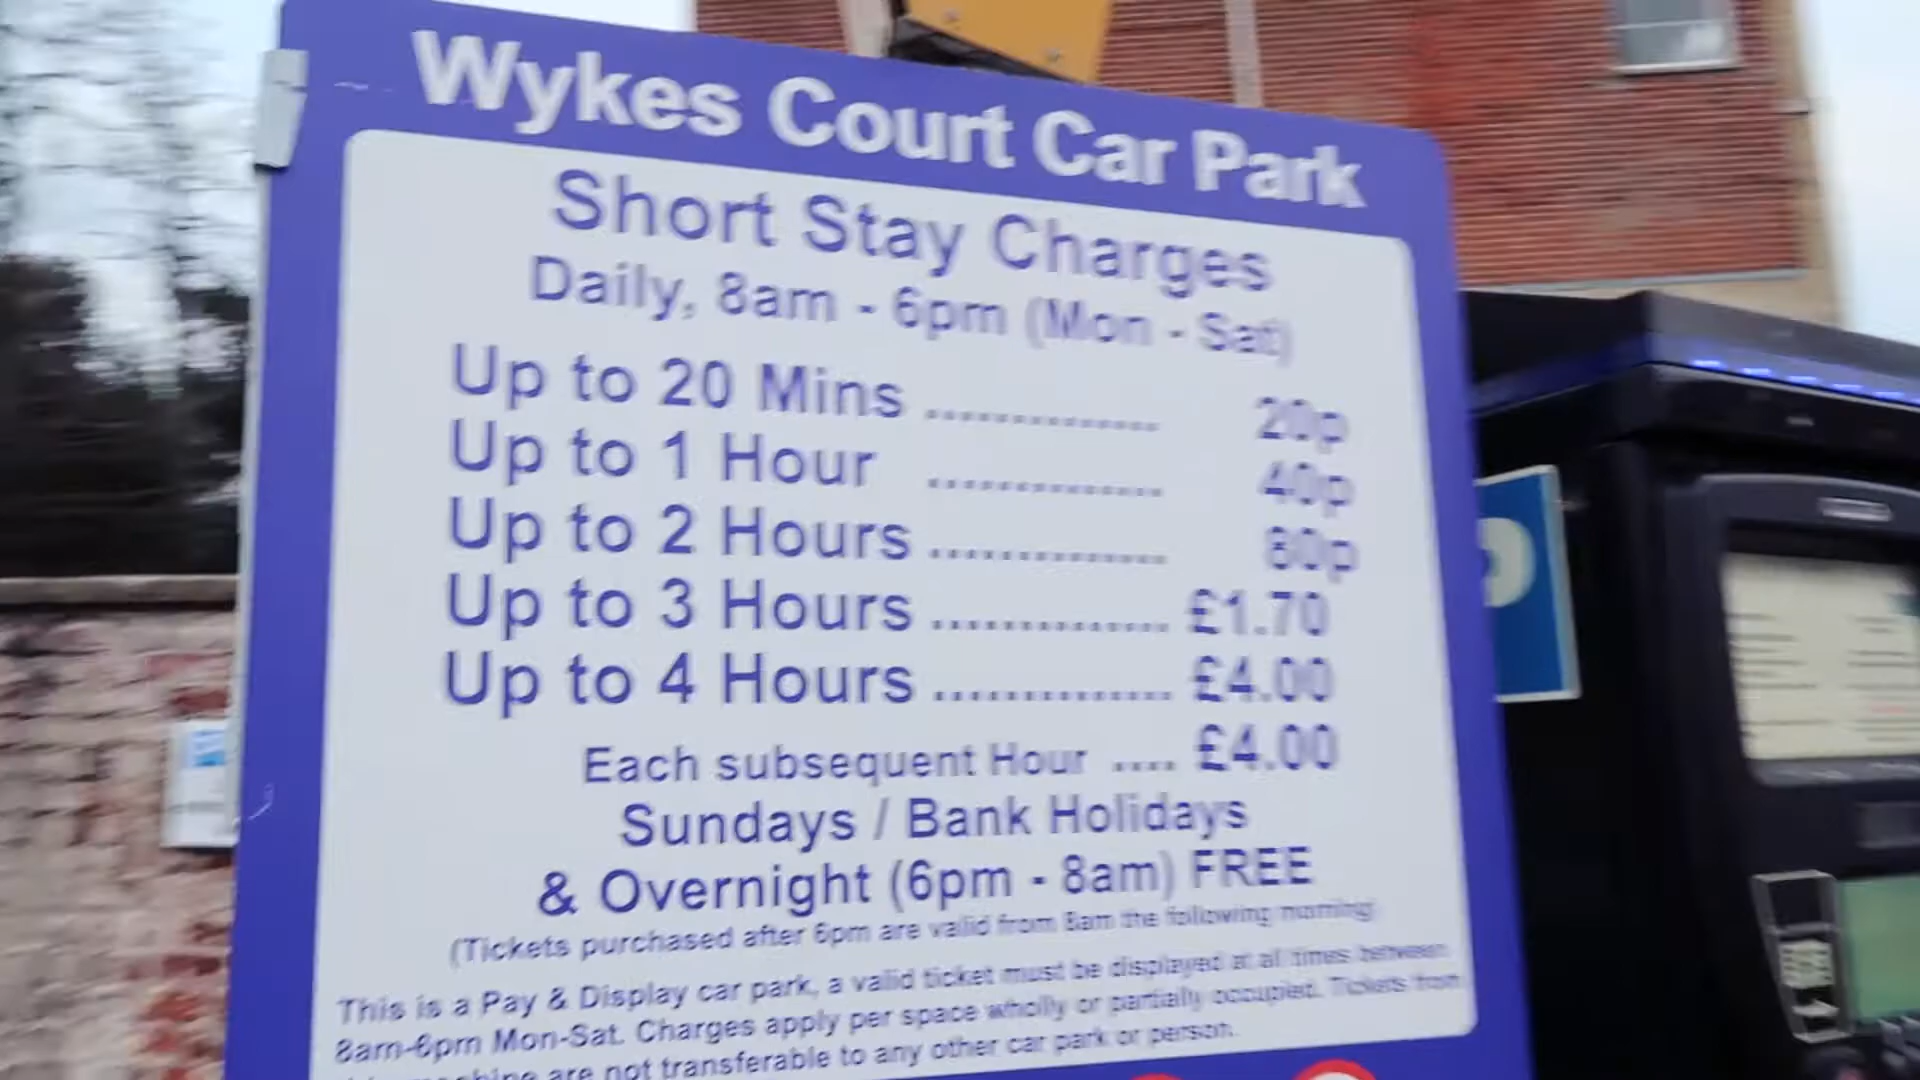 Wykes Court Car Park
Short Stay Charges
Daily, 8am - 6pm (Mon - Sat)
Up to 20 Mins .............. 20p
Up to 1 Hour .............. 40p
Up to 2 Hours .............. 80p
Up to 3 Hours .............. £1.70
Up to 4 Hours .............. £4.00
Each subsequent Hour .... £4.00
Sundays / Bank Holidays
& Overnight (6pm - 8am) FREE
(Tickets purchased after 6pm are valid from 8am the following morning)
This is a Pay & Display car park, a valid ticket must be displayed at all times between
8am-6pm Mon-Sat. Charges apply per space wholly or partially occupied. Tickets from
are not transferable to any other car park or person.